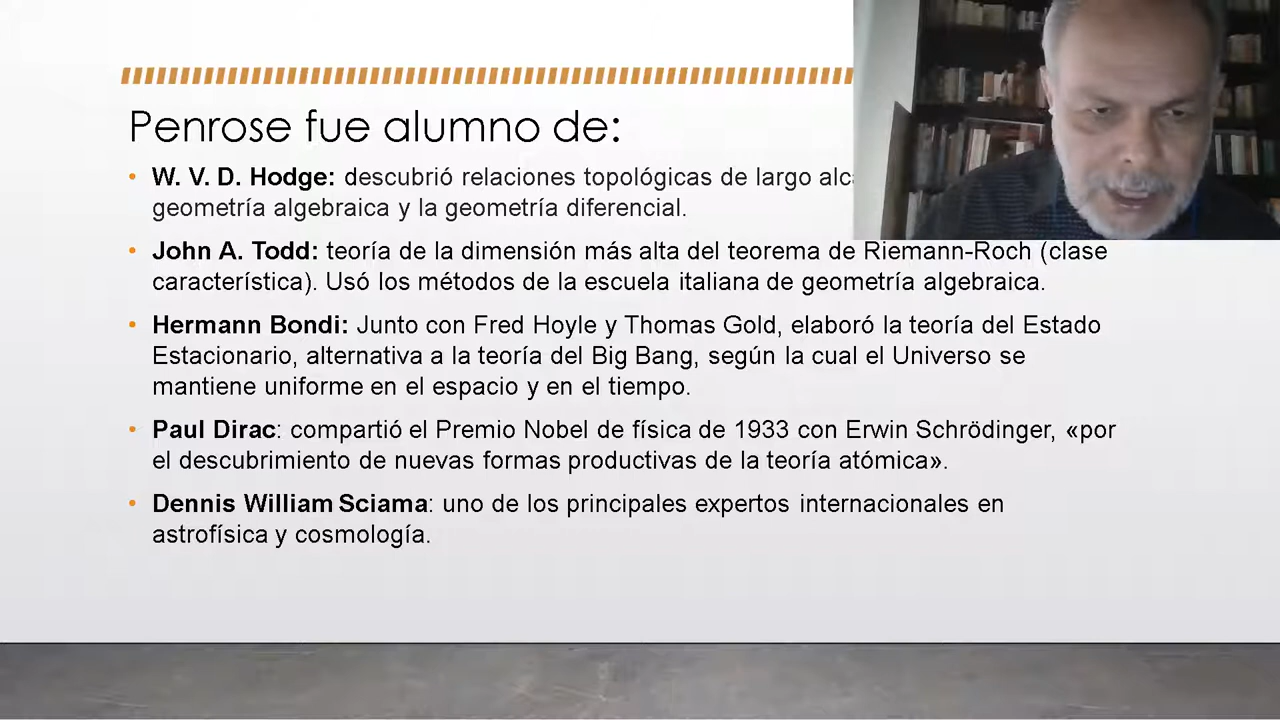 Penrose fue alumno de:
• W. V. D. Hodge: descubrió relaciones topológicas de largo
geometría algebraica y la geometría diferencial.
• John A. Todd: teoría de la dimensión más alta del teorema de Riemann-Roch (clase
característica). Usó los métodos de la escuela italiana de geometría algebraica.
• Hermann Bondi: Junto con Fred Hoyle y Thomas Gold, elaboró la teoría del Estado
Estacionario, alternativa a la teoría del Big Bang, según la cual el Universo se
mantiene uniforme en el espacio y en el tiempo.
• Paul Dirac: compartió el Premio Nobel de física de 1933 con Erwin Schrödinger, «por
el descubrimiento de nuevas formas productivas de la teoría atómica».
• Dennis William Sciama: uno de los principales expertos internacionales en
astrofísica y cosmología.